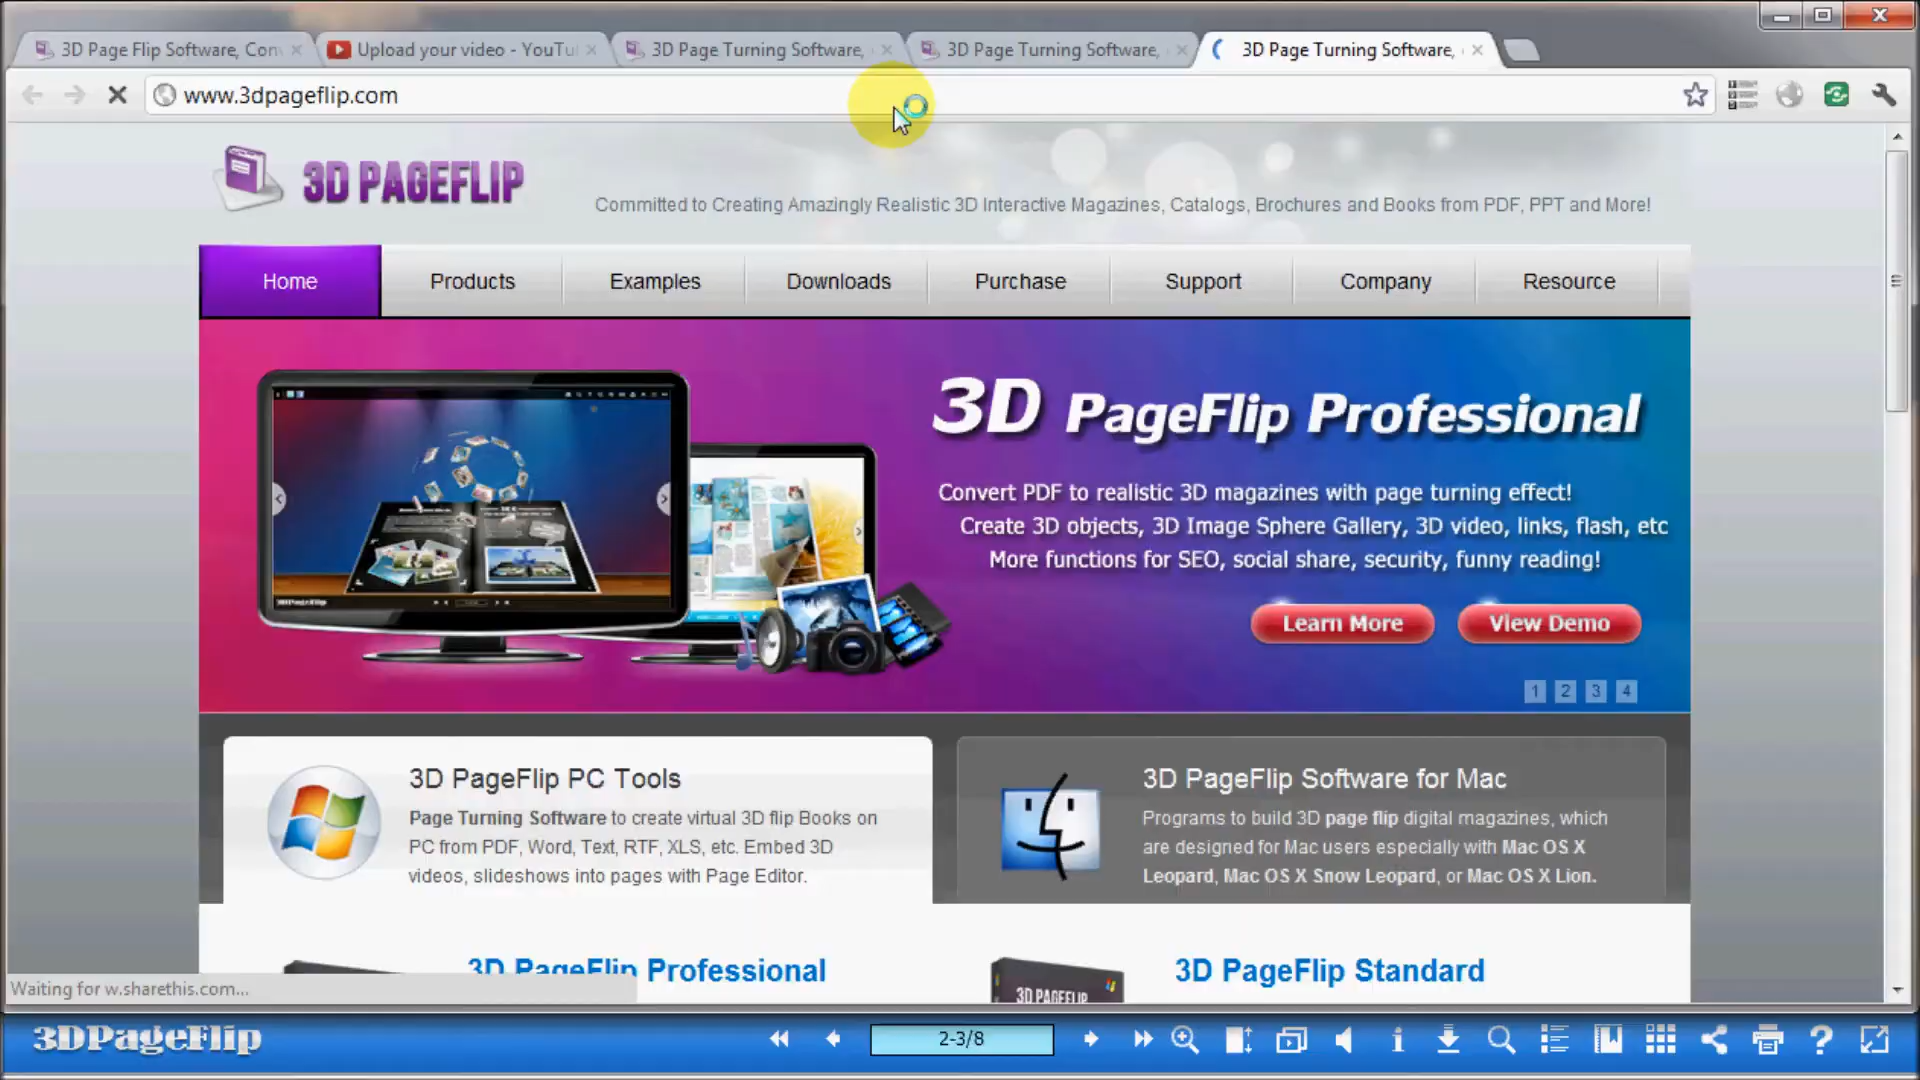 3D Page Flip Software, Con
Upload your video - YouTu
3D Page Turning Software,
3D Page Turning Software,
3D Page Turning Software,
www.3dpageflip.com
3D PAGEFLIP
Committed to Creating Amazingly Realistic 3D Interactive Magazines, Catalogs, Brochures and Books from PDF, PPT and More!
Home Products Examples Downloads Purchase Support Company Resource
3D PageFlip Professional
Convert PDF to realistic 3D magazines with page turning effect!
Create 3D objects, 3D Image Sphere Gallery, 3D video, links, flash, etc
More functions for SEO, social share, security, funny reading!
Learn More View Demo
1 2 3 4
3D PageFlip PC Tools
Page Turning Software to create virtual 3D flip Books on
PC from PDF, Word, Text, RTF, XLS, etc. Embed 3D
videos, slideshows into pages with Page Editor.
3D PageFlip Software for Mac
Programs to build 3D page flip digital magazines, which
are designed for Mac users especially with Mac OS X
Leopard, Mac OS X Snow Leopard, or Mac OS X Lion.
3D PageFlip Professional
3D PAGEFLIP
3D PageFlip Standard
Waiting for w.sharethis.com...
3DPageFlip
2-3/8